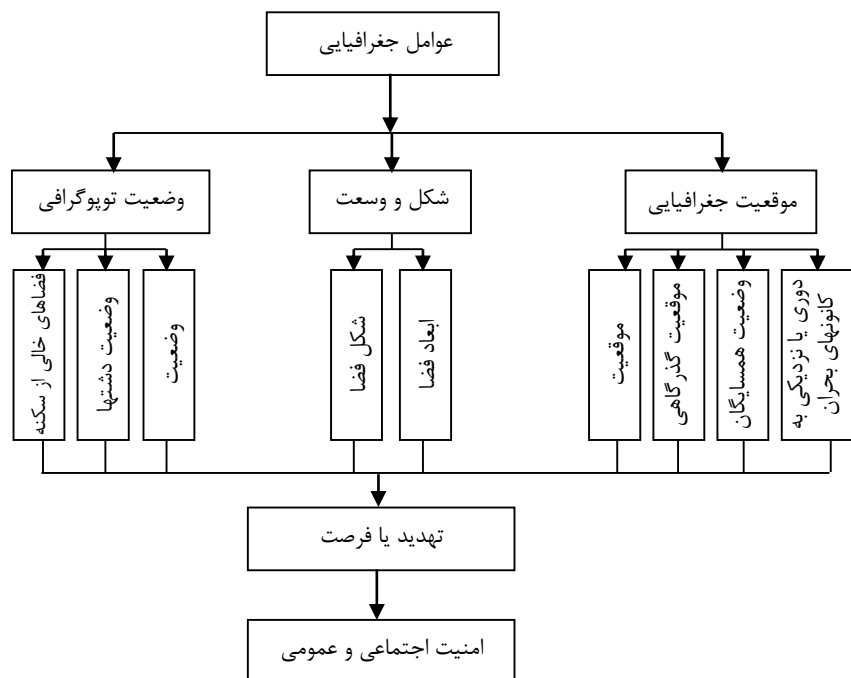 عوامل جغرافیایی
موقعیت جغرافیایی
شکل و وسعت
وضعیت توپوگرافی
دوری یا نزدیکی به
کانونهای بحران
وضعیت همسایگان
موقعیت گذرگاهی
موقعیت
ابعاد فضا
شکل فضا
وضعیت
وضعیت دشتها
فضاهای خالی از سکنه
تهدید یا فرصت
امنیت اجتماعی و عمومی